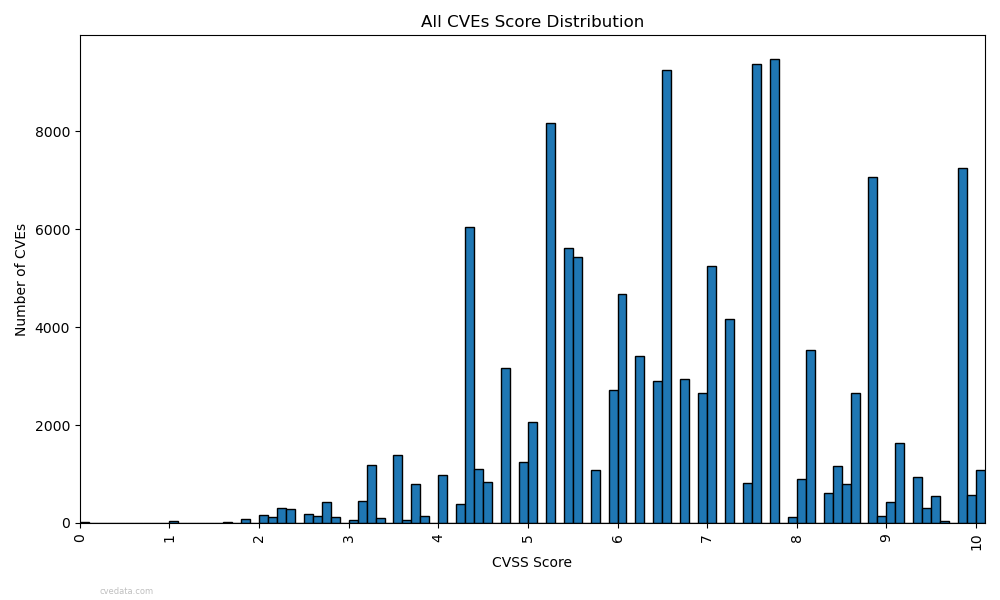 All CVEs Score Distribution
8000
6000
4000
2000
0
Number of CVEs
0 1 2 3 4 5 6 7 8 9 10
CVSS Score
cvedata.com